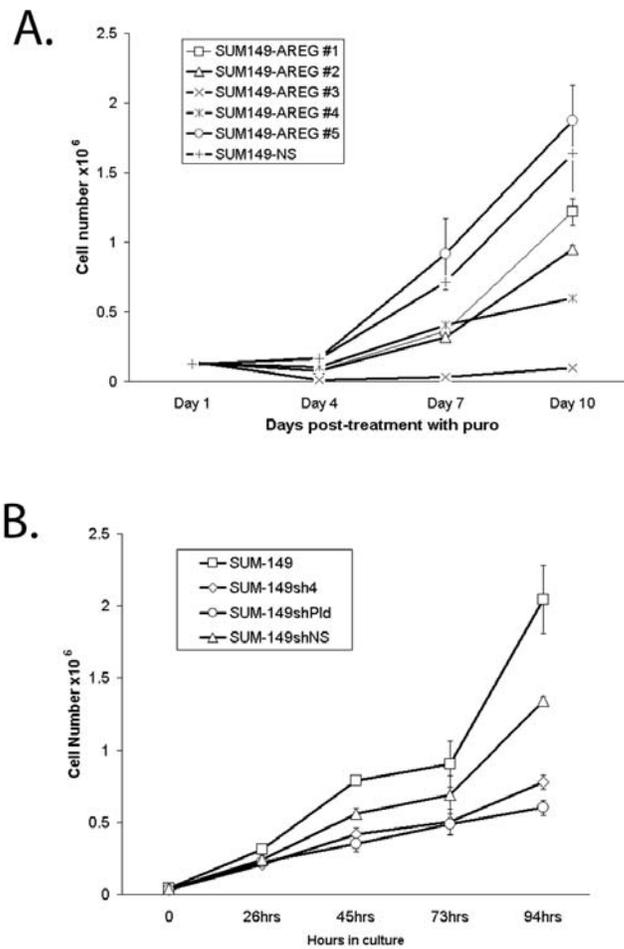 A.
2.5
2
1.5
1
0.5
0
Cell number x10⁶
SUM149-AREG #1
SUM149-AREG #2
SUM149-AREG #3
SUM149-AREG #4
SUM149-AREG #5
SUM149-NS
Day 1 Day 4 Day 7 Day 10
Days post-treatment with puro
B.
2.5
2
1.5
1
0.5
0
Cell Number x10⁶
SUM-149
SUM-149sh4
SUM-149shPld
SUM-149shNS
0 26hrs 45hrs 73hrs 94hrs
Hours in culture